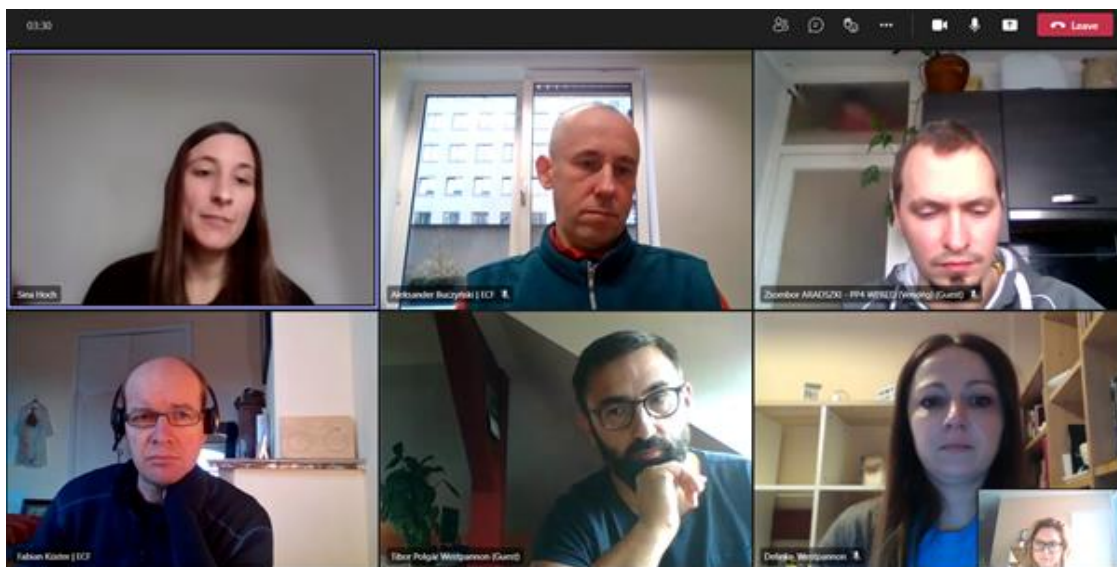 03:30
Leave
Sina Hoch
Aleksander Buczyński | ECF
Zsombor ARADSZKI - PP4 (Guest)
Fabian Küster | ECF
Tibor Polgár Westpannon (Guest)
Westpannon